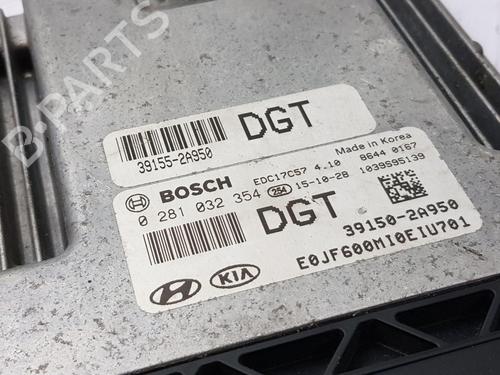 B-PARTS
39155-2A950
DGT
BOSCH
EDC17C57 4.10
Made in Korea
0 281 032 354
254
15-10-28
8644 0167
1039S95139
DGT
39150-2A950
KIA
E0JF600MI0EIU701